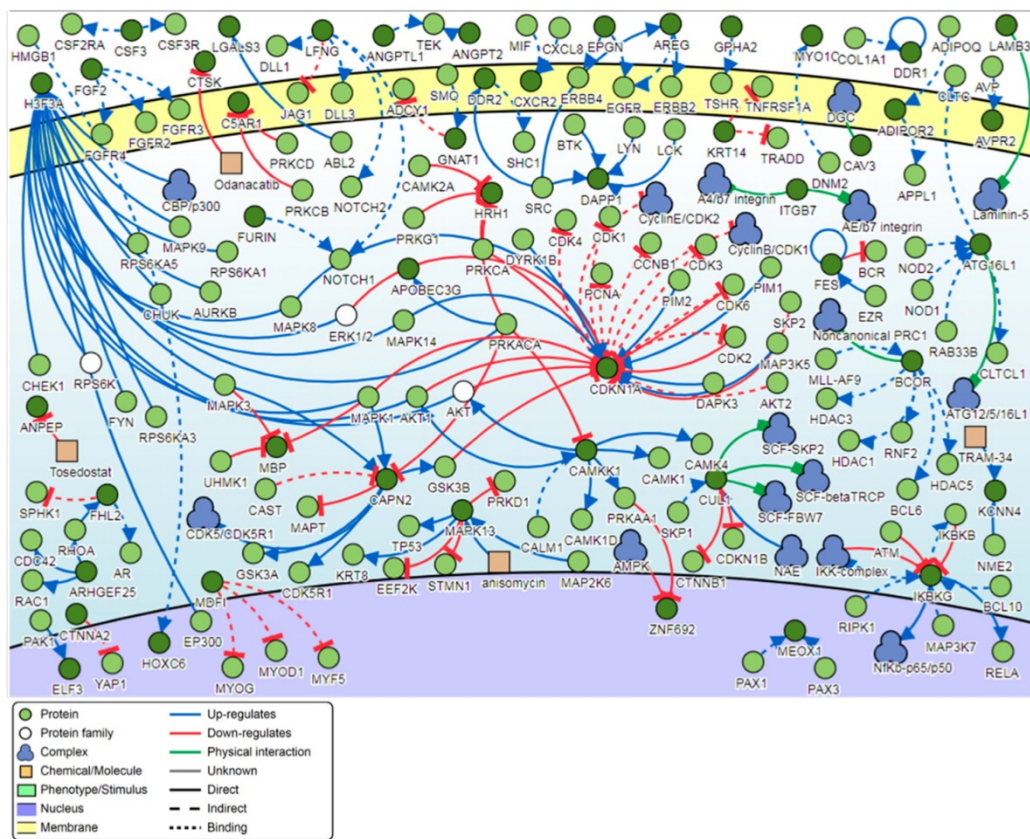 CSF2RA
CSF3R
LGALS3
LFNG
TEK
MIF
CXCL8
EPGN
AREG
GPHA2
ADIPOQ
LAMB3
HMGB1
CSF3
DLL1
ANGPTL1
ANGPT2
MYO1C
COL1A1
DDR1
H3F3A
FGF2
CTSK
SMO
DDR2
ERBB4
CLTC
AVP
FGFR3
C5AR1
JAG1
DLL3
ADCY1
CXCR2
EGFR
ERBB2
TSHR
TNFRSF1A
DGC
ADIPOR2
AVPR2
FGFR4
FGFR2
PRKCD
ABL2
GNAT1
SHC1
BTK
LYN
LCK
KRT14
TRADD
CAV3
Odanacatib
CAMK2A
DNM2
APPL1
CBP/p300
PRKCB
NOTCH2
HRH1
SRC
DAPP1
CyclinE/CDK2
A4/b7 integrin
ITGB7
AE/b7 integrin
Laminin-5
MAPK9
FURIN
PRKG1
CDK4
CDK1
CyclinB/CDK1
RPS6KA5
RPS6KA1
NOTCH1
PRKCA
DYRK1B
CCNB1
CDK3
BCR
NOD2
ATG16L1
CHUK
AURKB
APOBEC3G
PCNA
PIM2
CDK6
PIM1
FES
EZR
NOD1
MAPK8
ERK1/2
MAPK14
PRKACA
SKP2
Noncanonical PRC1
RAB33B
CDK2
MAP3K5
CHEK1
RPS6K
CDKN1A
MLL-AF9
BCOR
CLTCL1
FYN
MAPK3
MAPK1
AKT1
AKT
DAPK3
AKT2
HDAC3
ATG12/5/16L1
ANPEP
RPS6KA3
RNF2
TRAM-34
Tosedostat
UHMK1
MBP
CAMKK1
CAMK4
SCF-SKP2
HDAC1
HDAC5
CAPN2
GSK3B
CAMK1
CUL1
SCF-betaTRCP
SPHK1
FHL2
CAST
MAPT
PRKD1
PRKAA1
SCF-FBW7
BCL6
IKBKB
KCNN4
CDK5/CDK5R1
MAPK13
SKP1
CDC42
RHOA
AR
TP53
CALM1
CAMK1D
CDKN1B
ATM
NME2
RAC1
ARHGEF25
GSK3A
CDK5R1
KRT8
EEF2K
STMN1
anisomycin
MAP2K6
AMPK
CTNNB1
NAE
IKK-complex
IKBKG
BCL10
PAK1
CTNNA2
EP300
MDFI
ZNF692
RIPK1
MAP3K7
HOXC6
MEOX1
NfKb-p65/p50
RELA
ELF3
YAP1
MYOG
MYOD1
MYF5
PAX1
PAX3
Protein
Protein family
Complex
Chemical/Molecule
Phenotype/Stimulus
Nucleus
Membrane
Up-regulates
Down-regulates
Physical interaction
Unknown
Direct
Indirect
Binding